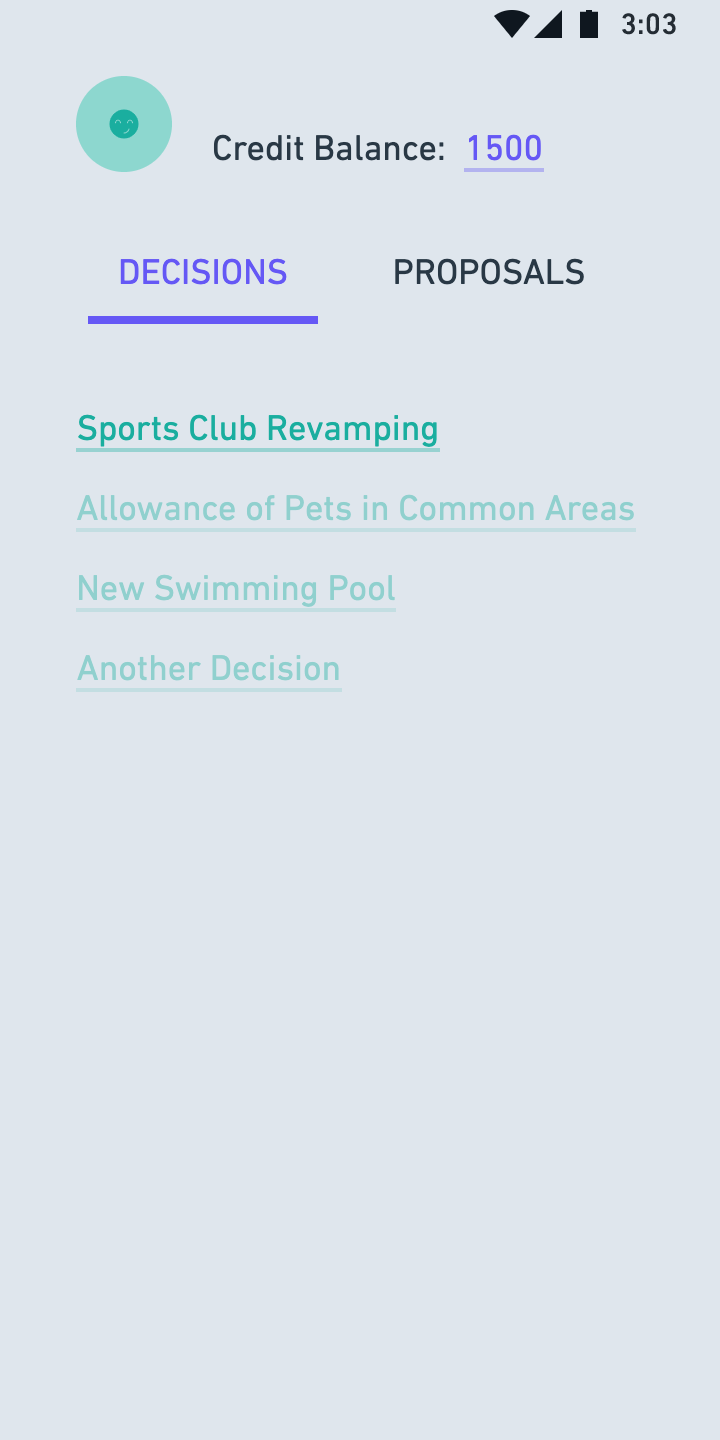 3:03
Credit Balance: 1500
DECISIONS PROPOSALS
Sports Club Revamping
Allowance of Pets in Common Areas
New Swimming Pool
Another Decision